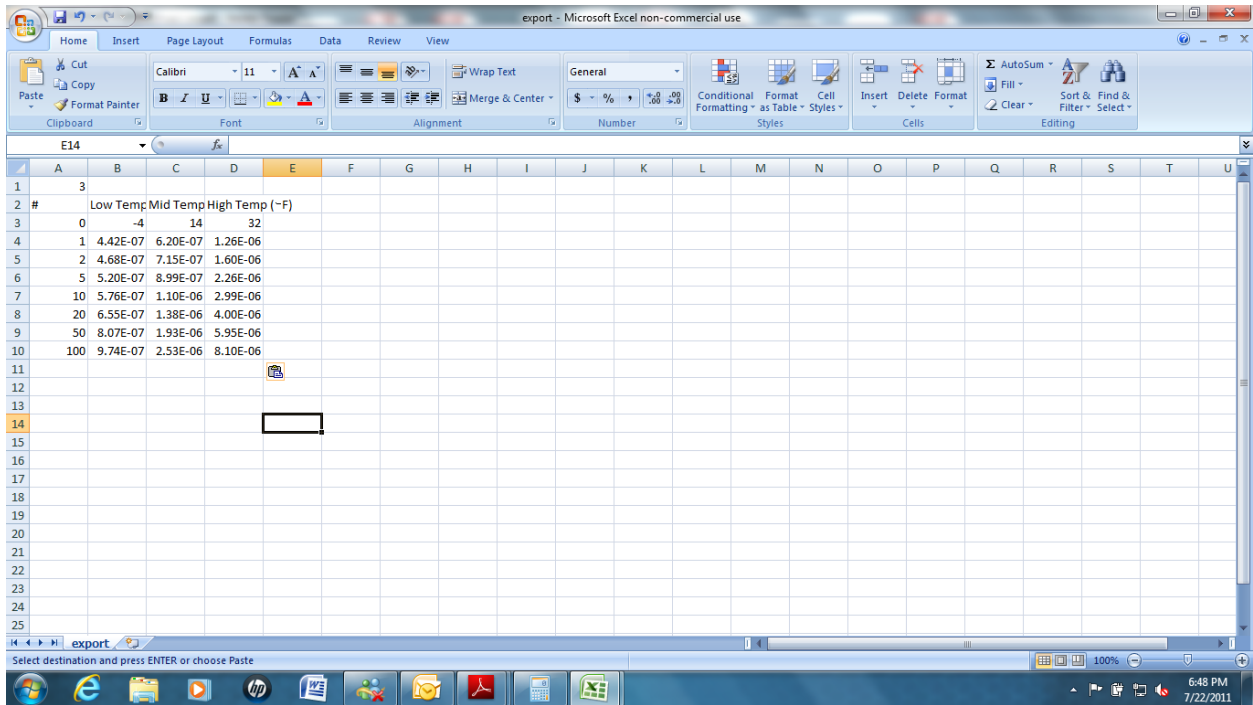 export - Microsoft Excel non-commercial use
Home Insert Page Layout Formulas Data Review View
Cut
Copy
Format Painter
Paste
Clipboard
Calibri 11
B I U
Font
Wrap Text
Merge & Center
Alignment
General
$ % ,
Number
Conditional Formatting
Format as Table
Cell Styles
Styles
Insert Delete Format
Cells
Σ AutoSum
Fill
Clear
Sort & Filter
Find & Select
Editing
E14 fx
A B C D E F G H I J K L M N O P Q R S T U
1 3
2 # Low Temp Mid Temp High Temp (~F)
3 0 -4 14 32
4 1 4.42E-07 6.20E-07 1.26E-06
5 2 4.68E-07 7.15E-07 1.60E-06
6 5 5.20E-07 8.99E-07 2.26E-06
7 10 5.76E-07 1.10E-06 2.99E-06
8 20 6.55E-07 1.38E-06 4.00E-06
9 50 8.07E-07 1.93E-06 5.95E-06
10 100 9.74E-07 2.53E-06 8.10E-06
11
12
13
14
15
16
17
18
19
20
21
22
23
24
25
export
Select destination and press ENTER or choose Paste
100%
hp
6:48 PM
7/22/2011